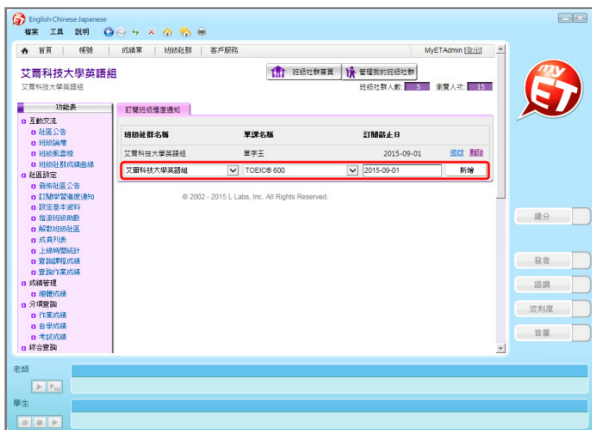 English-Chinese Japanese
檔案 工具 說明
首頁 | 帳號 | 成績單 | 班級社群 | 客戶服務
MyETAdmin [登出]
艾爾科技大學英語組
艾爾科技大學英語組
班級社群首頁 管理我的班級社群
班級社群人數 5 瀏覽人次 15
功能表
訂閱班級進度通知
互動交流
社區公告
班級論壇
班級風雲榜
班級社群成績曲線
社區設定
發佈社區公告
訂閱學習進度通知
設定基本資料
指派班級助教
解散班級社區
成員列表
上線時間統計
查詢課程成績
查詢作業成績
成績管理
總體成績
分項查詢
作業成績
自學成績
考試成績
綜合查詢
班級社群名稱 單課名稱 訂閱截止日
艾爾科技大學英語組 單字王 2015-09-01 修改 刪除
艾爾科技大學英語組 TOEIC® 600 2015-09-01 新增
© 2002 - 2015 L Labs, Inc. All Rights Reserved.
my
ET
總分
發音
語調
流利度
音量
老師
學生